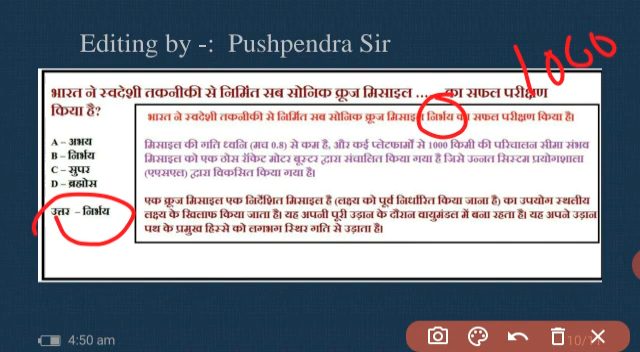 Editing by -: Pushpendra Sir
1000
भारत ने स्वदेशी तकनीकी से निर्मित सब सोनिक क्रूज मिसाइल .... का सफल परीक्षण
किया है?
A – अभय
B – निर्भय
C – सुपर
D – ब्रह्मोस
उत्तर – निर्भय
भारत ने स्वदेशी तकनीकी से निर्मित सब सोनिक क्रूज मिसाइल निर्भय का सफल परीक्षण किया है।
मिसाइल की गति ध्वनि (मच 0.8) से कम है, और कई प्लेटफार्मो से 1000 किमी की परिचालन सीमा संभव
मिसाइल को एक ठोस रॉकेट मोटर बूस्टर द्वारा संचालित किया गया है जिसे उन्नत सिस्टम प्रयोगशाला
(एएसएल) द्वारा विकसित किया गया है।
एक क्रूज मिसाइल एक निर्देशित मिसाइल है (लक्ष्य को पूर्व निर्धारित किया जाना है) का उपयोग स्थलीय
लक्ष्य के खिलाफ किया जाता है। यह अपनी पूरी उड़ान के दौरान वायुमंडल में बना रहता है। यह अपने उड़ान
पथ के प्रमुख हिस्से को लगभग स्थिर गति से उड़ाता है।
4:50 am